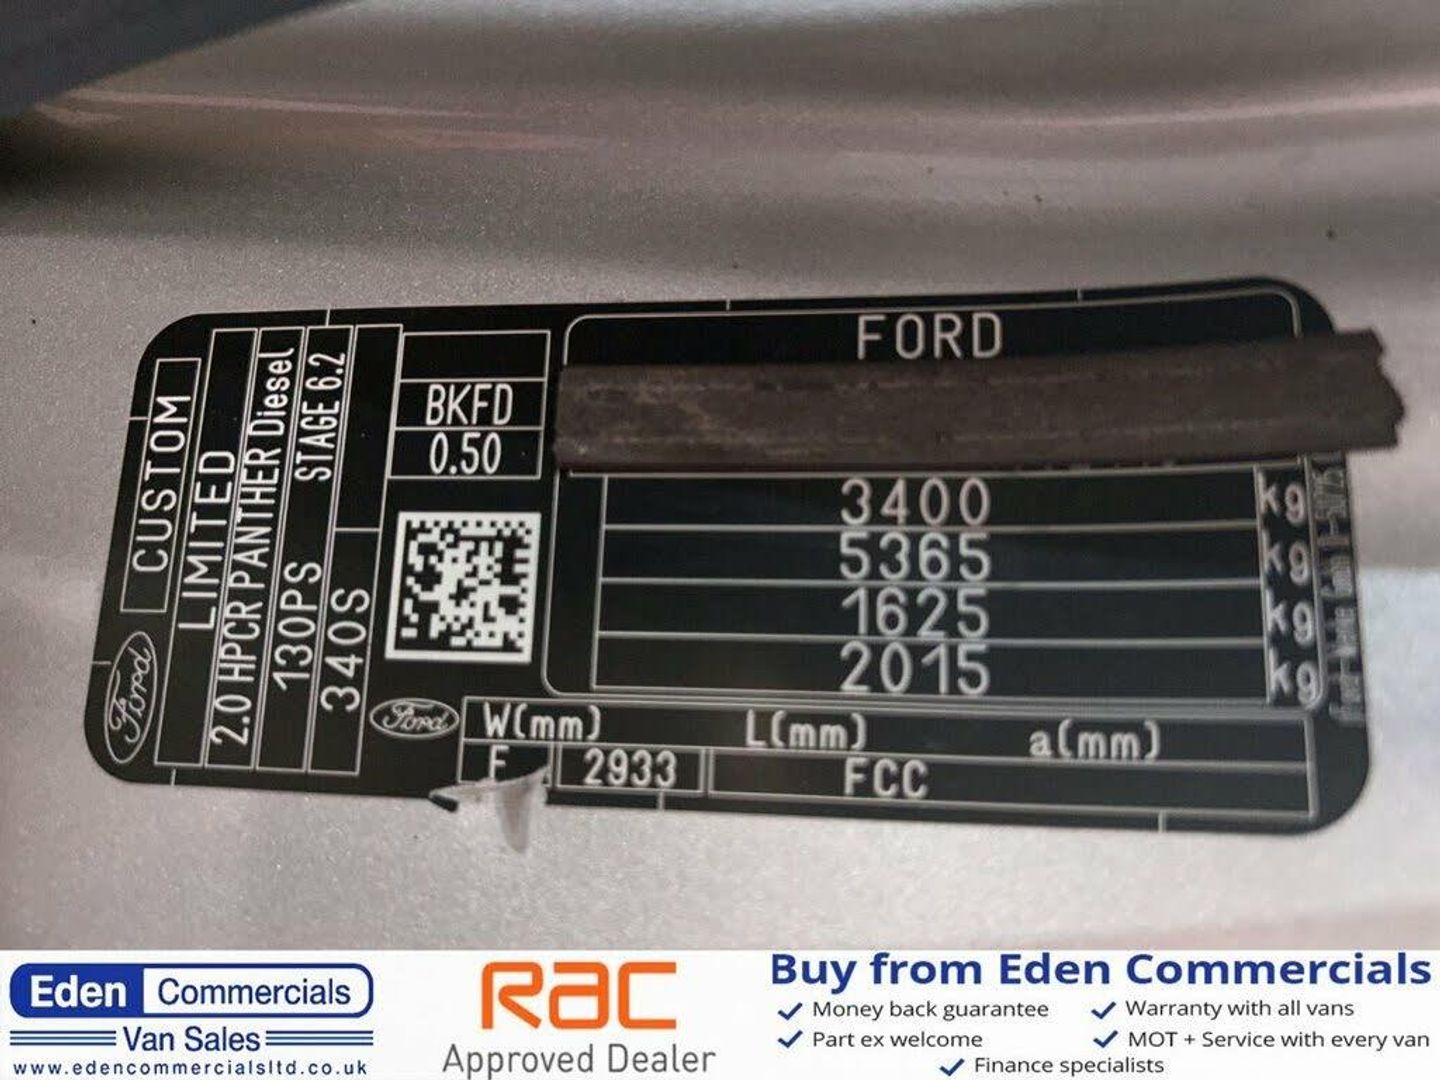 CUSTOM
LIMITED
2.0 HPCR PANTHER Diesel
130PS STAGE 6.2
340S
Ford
BKFD
0.50
FORD
3400 kg
5365 kg
1625 kg
2015 kg
Ford
W(mm) L(mm) a(mm)
F 2933 FCC
Eden Commercials
Van Sales
www.edencommercialsltd.co.uk
RAC
Approved Dealer
Buy from Eden Commercials
Money back guarantee
Warranty with all vans
Part ex welcome
MOT + Service with every van
Finance specialists